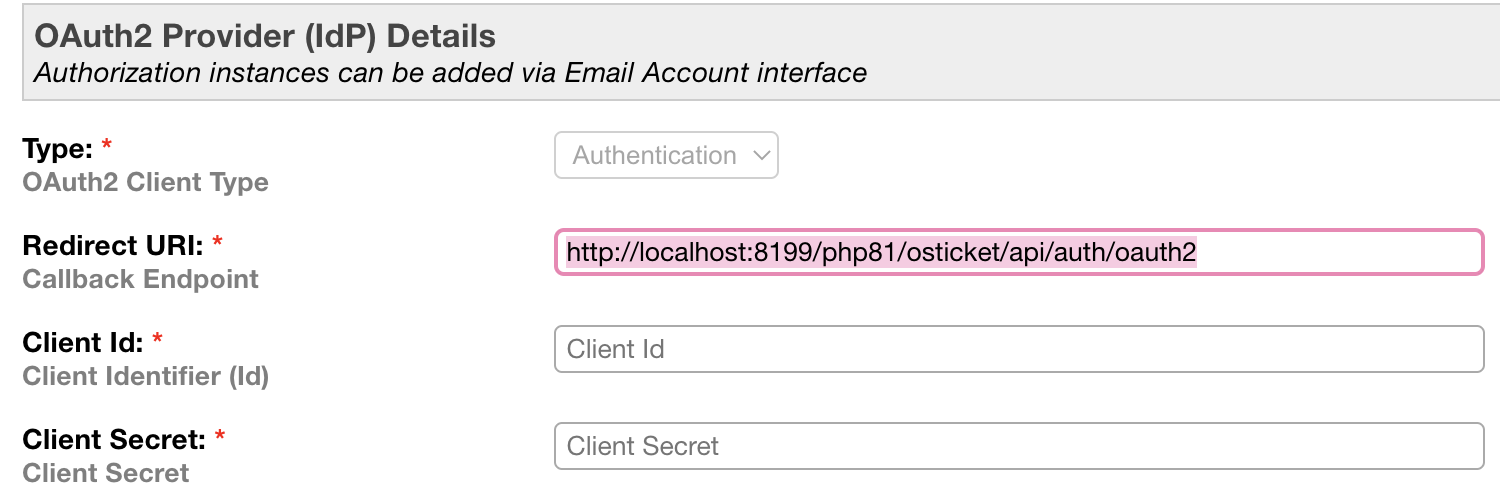 OAuth2 Provider (IdP) Details
Authorization instances can be added via Email Account interface
Type: *
Authentication
OAuth2 Client Type
Redirect URI: *
http://localhost:8199/php81/osticket/api/auth/oauth2
Callback Endpoint
Client Id: *
Client Id
Client Identifier (Id)
Client Secret: *
Client Secret
Client Secret